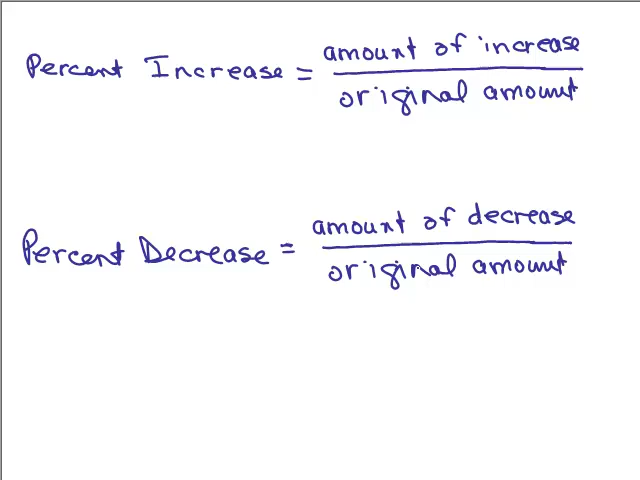 Percent Increase = amount of increase
original amount
Percent Decrease = amount of decrease
original amount